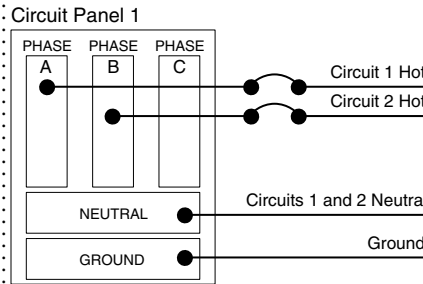 Circuit Panel 1
PHASE PHASE PHASE
A B C
Circuit 1 Hot
Circuit 2 Hot
NEUTRAL
Circuits 1 and 2 Neutra
GROUND
Ground